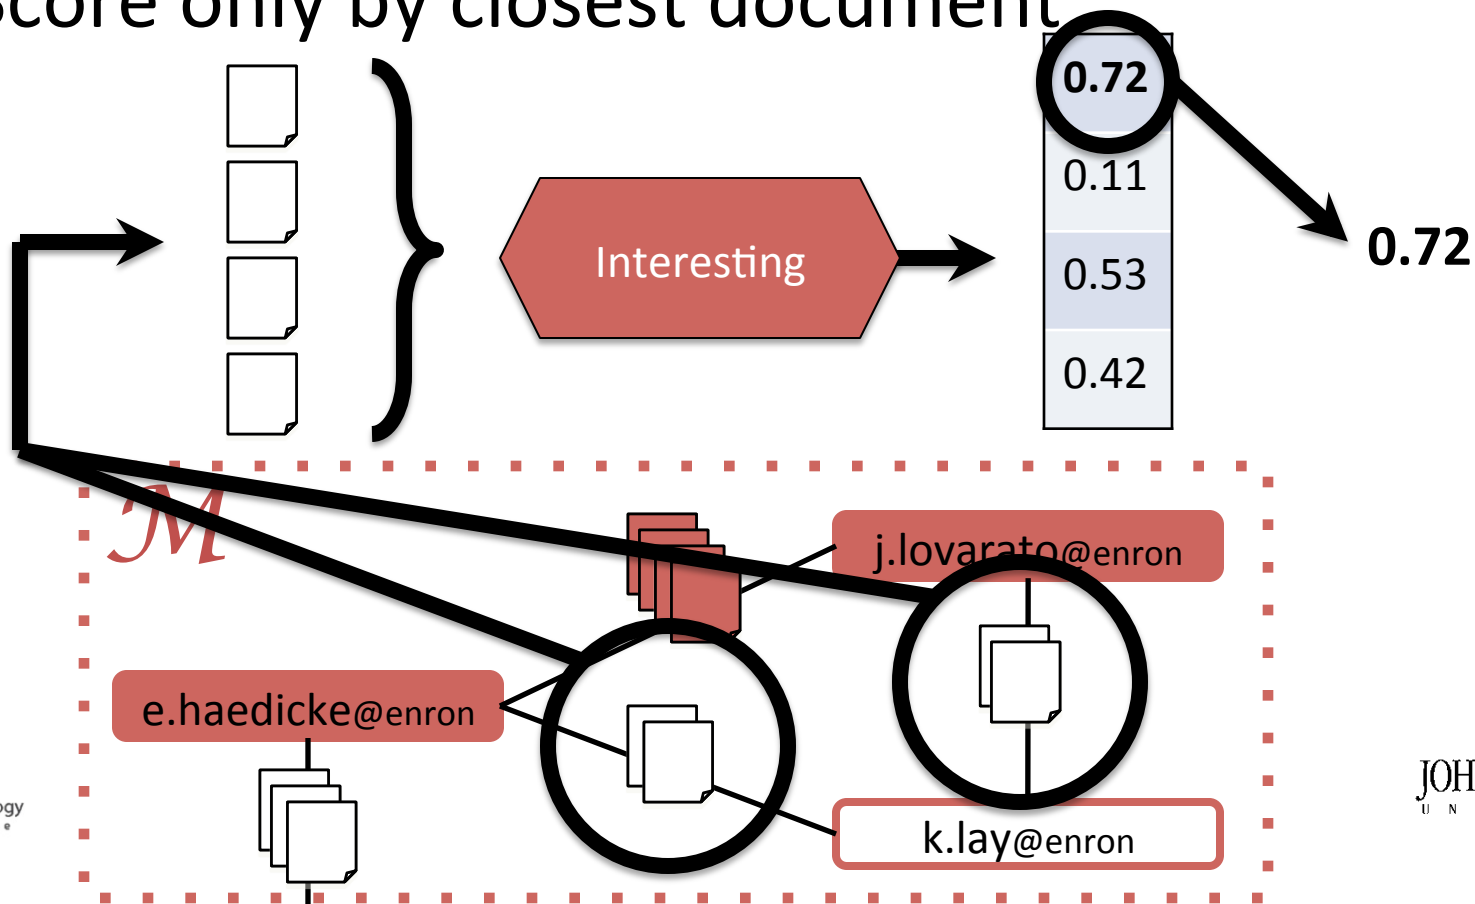 score only by closest document
0.72
0.11
Interesting
0.72
0.53
0.42
M
j.lovarato@enron
e.haedicke@enron
k.lay@enron
JOH
U N